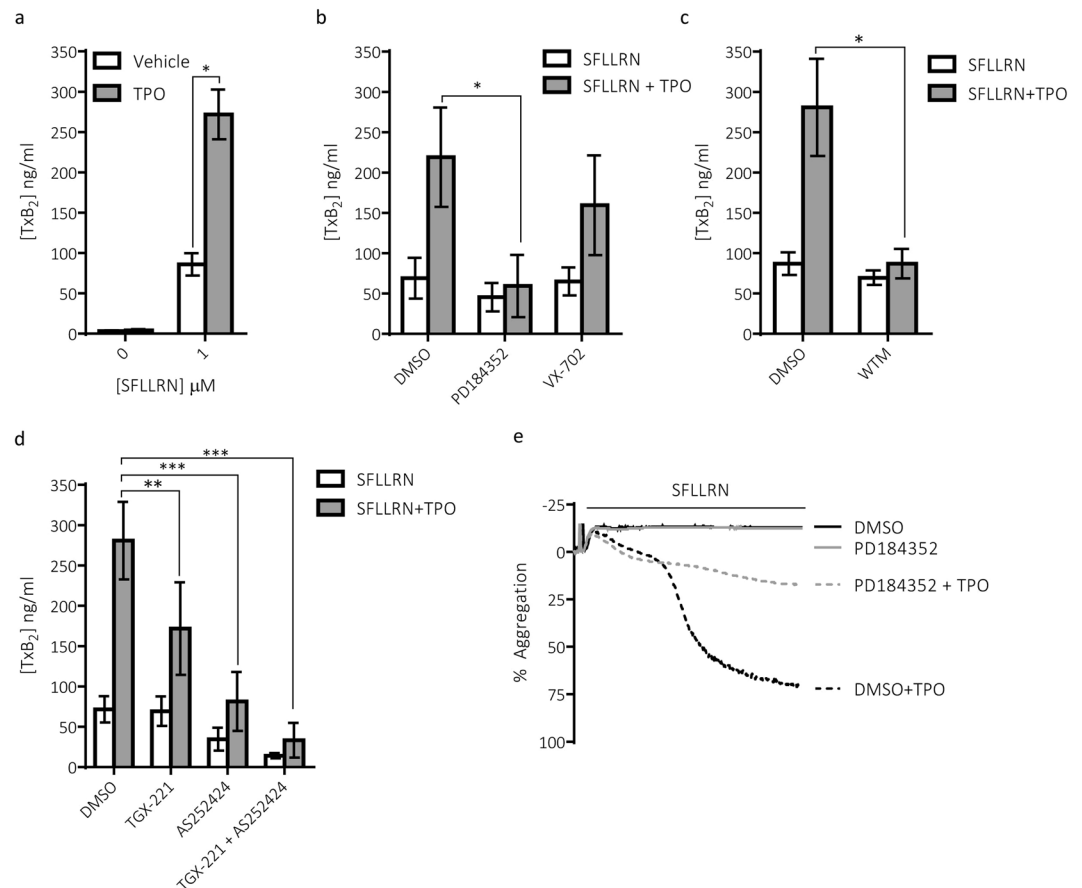 a
350
300
250
200
150
100
50
0
[TxB2] ng/ml
Vehicle
TPO
*
0
1
[SFLLRN] μM
b
350
300
250
200
150
100
50
0
[TxB2] ng/ml
SFLLRN
SFLLRN + TPO
*
DMSO
PD184352
VX-702
c
350
300
250
200
150
100
50
0
[TxB2] ng/ml
SFLLRN
SFLLRN+TPO
*
DMSO
WTM
d
350
300
250
200
150
100
50
0
[TxB2] ng/ml
***
***
**
SFLLRN
SFLLRN+TPO
DMSO
TGX-221
AS252424
TGX-221 + AS252424
e
SFLLRN
-25
0
25
50
75
100
% Aggregation
DMSO
PD184352
PD184352 + TPO
DMSO+TPO